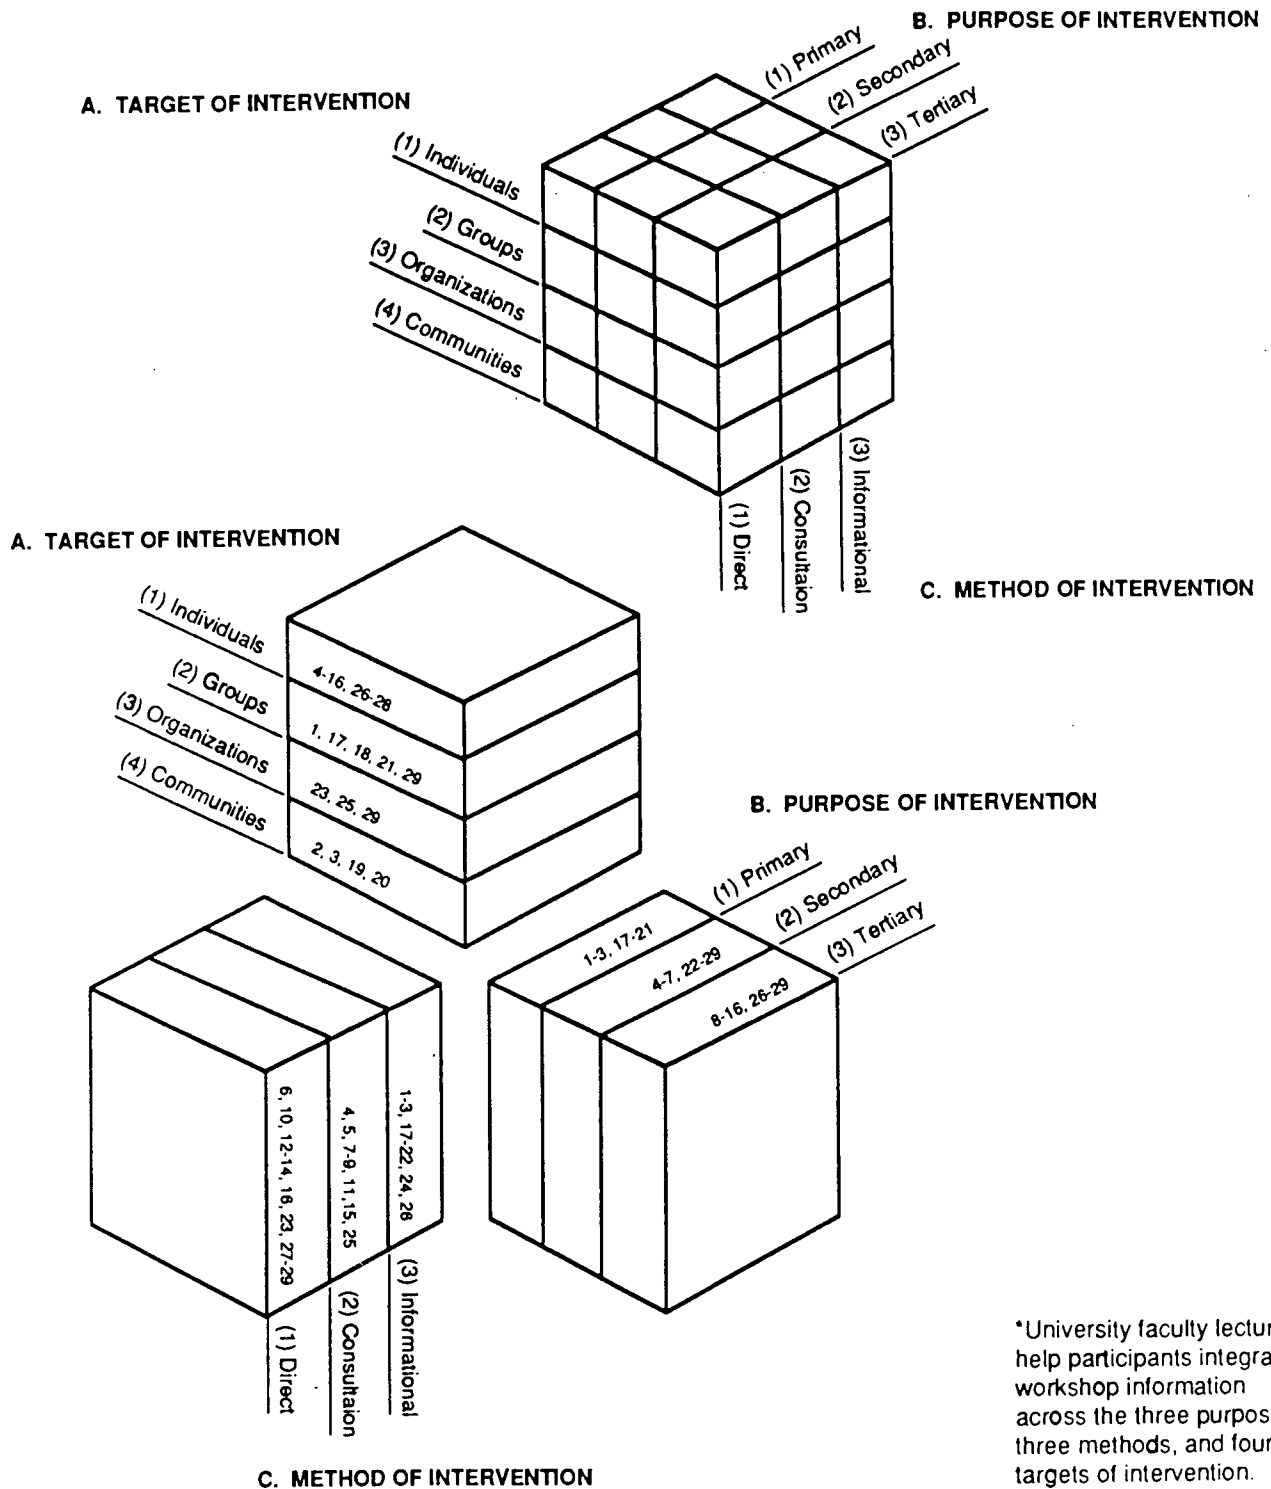 B. PURPOSE OF INTERVENTION
(1) Primary
(2) Secondary
(3) Tertiary
A. TARGET OF INTERVENTION
(1) Individuals
(2) Groups
(3) Organizations
(4) Communities
(1) Direct
(2) Consultaion
(3) Informational
C. METHOD OF INTERVENTION
A. TARGET OF INTERVENTION
(1) Individuals
(2) Groups
(3) Organizations
(4) Communities
4-16, 26-28
1, 17, 18, 21, 29
23, 25, 29
2, 3, 19, 20
B. PURPOSE OF INTERVENTION
(1) Primary
(2) Secondary
(3) Tertiary
1-3, 17-21
4-7, 22-29
8-16, 26-29
6, 10, 12-14, 16, 23, 27-29
4, 5, 7-9, 11,15, 25
1-3, 17-22, 24, 26
(1) Direct
(2) Consultaion
(3) Informational
C. METHOD OF INTERVENTION
*University faculty lectur
help participants integra
workshop information
across the three purpos
three methods, and four
targets of intervention.